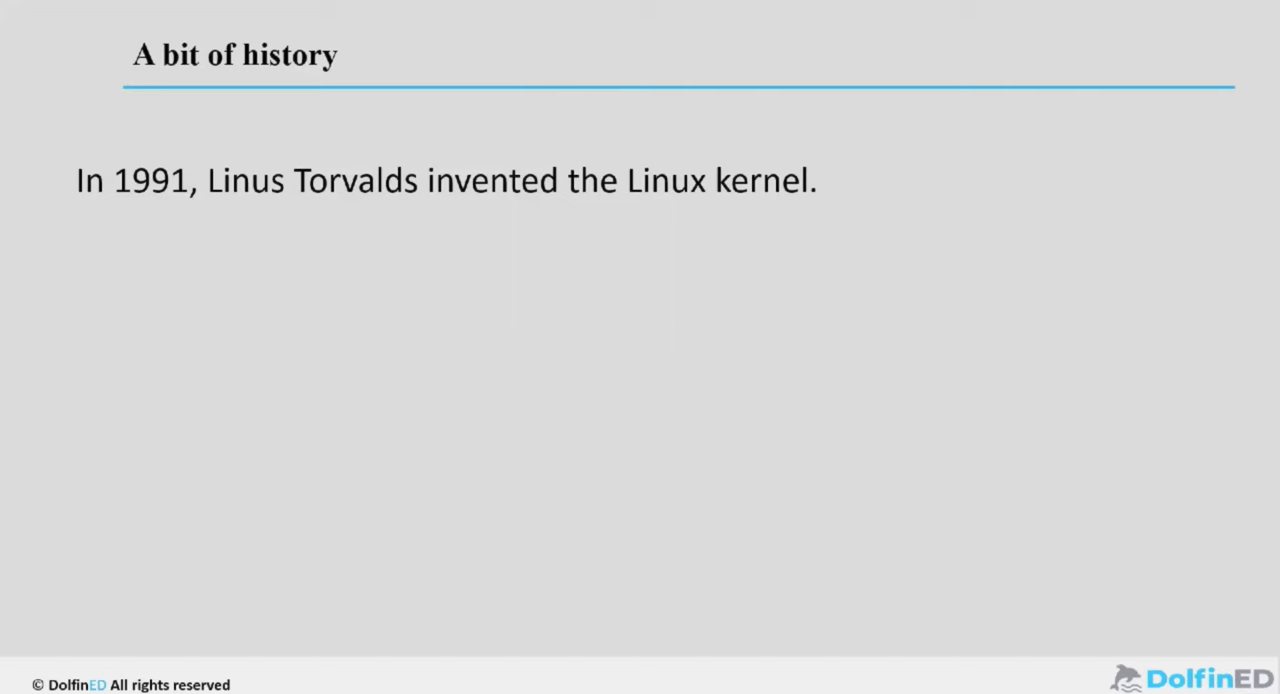 A bit of history
In 1991, Linus Torvalds invented the Linux kernel.
© DolfinED All rights reserved
DolfinED